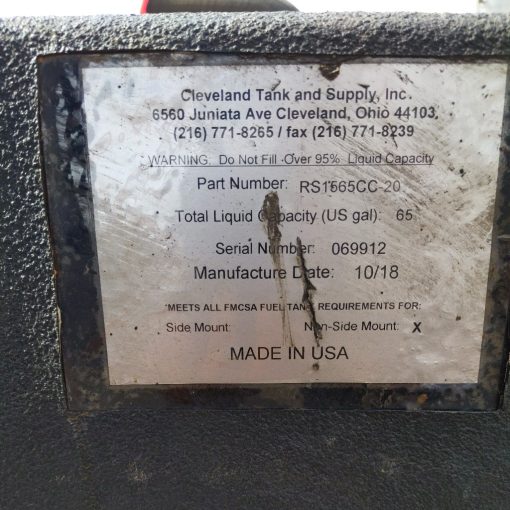 Cleveland Tank and Supply, Inc.
6560 Juniata Ave Cleveland, Ohio 44103
(216) 771-8265 / fax (216) 771-8239
WARNING: Do Not Fill Over 95% Liquid Capacity
Part Number: RS1665CC-20
Total Liquid Capacity (US gal): 65
Serial Number: 069912
Manufacture Date: 10/18
*MEETS ALL FMCSA FUEL TANK REQUIREMENTS FOR:
Side Mount: Non-Side Mount: X
MADE IN USA